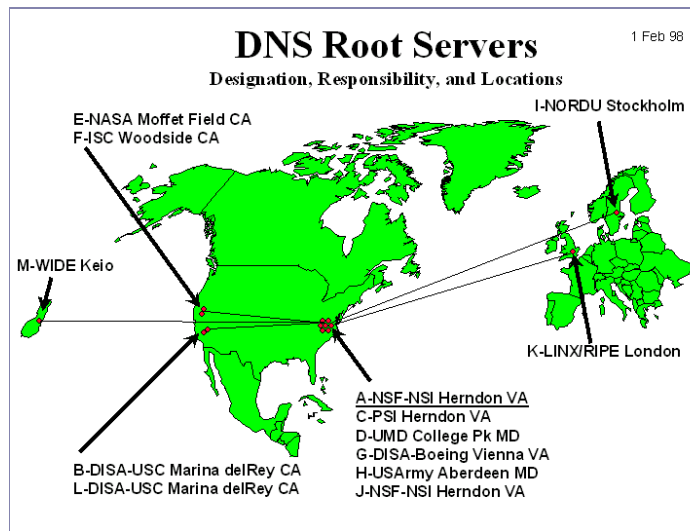 DNS Root Servers
1 Feb 98
Designation, Responsibility, and Locations
E-NASA Moffet Field CA
F-ISC Woodside CA
I-NORDU Stockholm
M-WIDE Keio
K-LINX/RIPE London
A-NSF-NSI Herndon VA
C-PSI Herndon VA
D-UMD College Pk MD
G-DISA-Boeing Vienna VA
H-USArmy Aberdeen MD
J-NSF-NSI Herndon VA
B-DISA-USC Marina delRey CA
L-DISA-USC Marina delRey CA